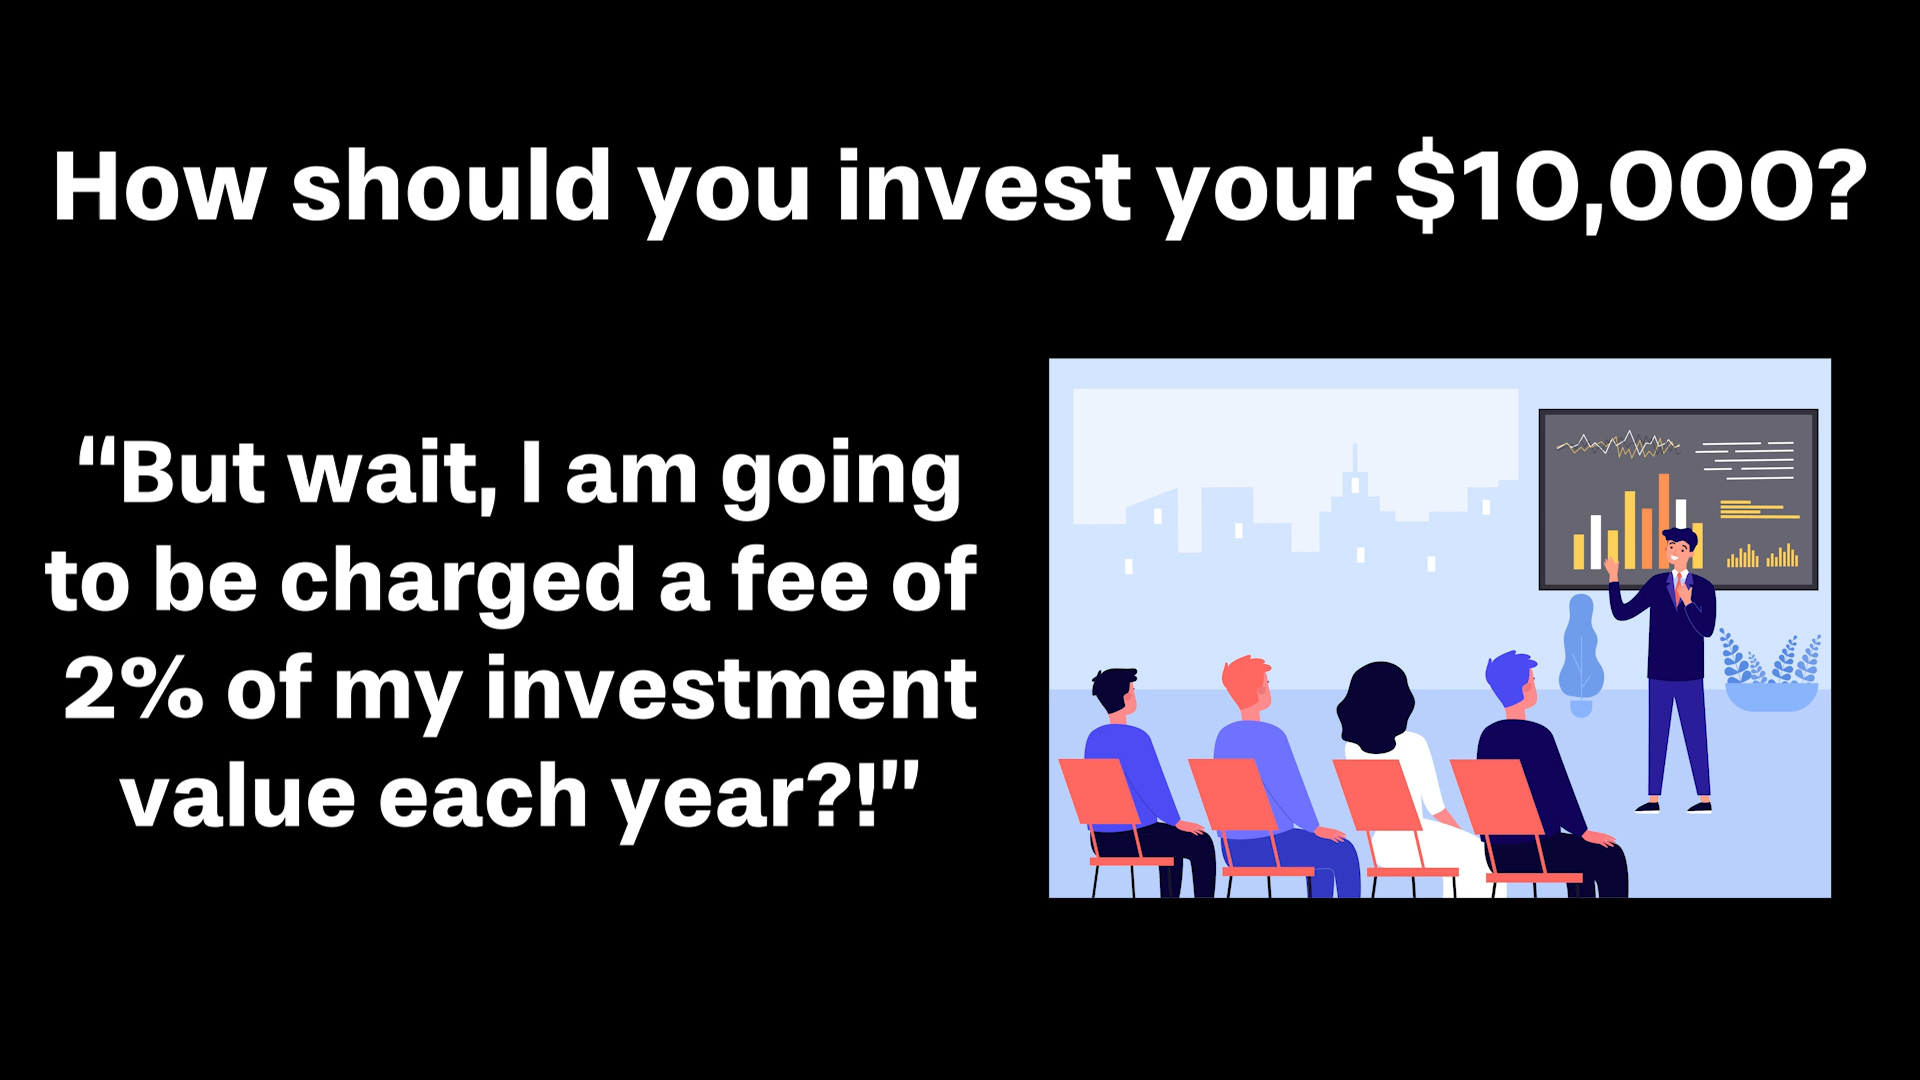 How should you invest your $10,000?
“But wait, I am going
to be charged a fee of
2% of my investment
value each year?!”